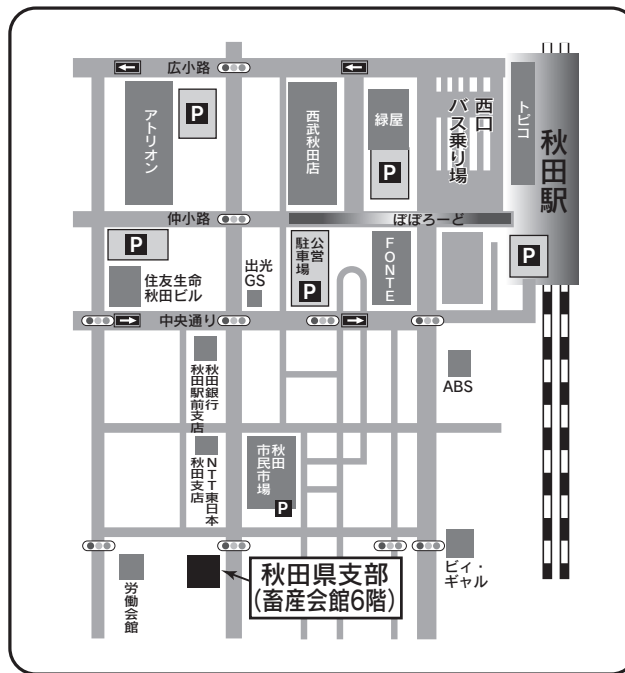 広小路
アトリオン
P
西武秋田店
緑屋
P
西口
バス乗り場
トピコ
秋田駅
仲小路
ぽぽろーど
P
住友生命
秋田ビル
出光
GS
公営
駐車場
P
FONTE
P
中央通り
秋田銀行
秋田駅前支店
ABS
NTT東日本
秋田支店
秋田
市民市場
P
労働会館
秋田県支部
(畜産会館6階)
ビィ・
ギャル